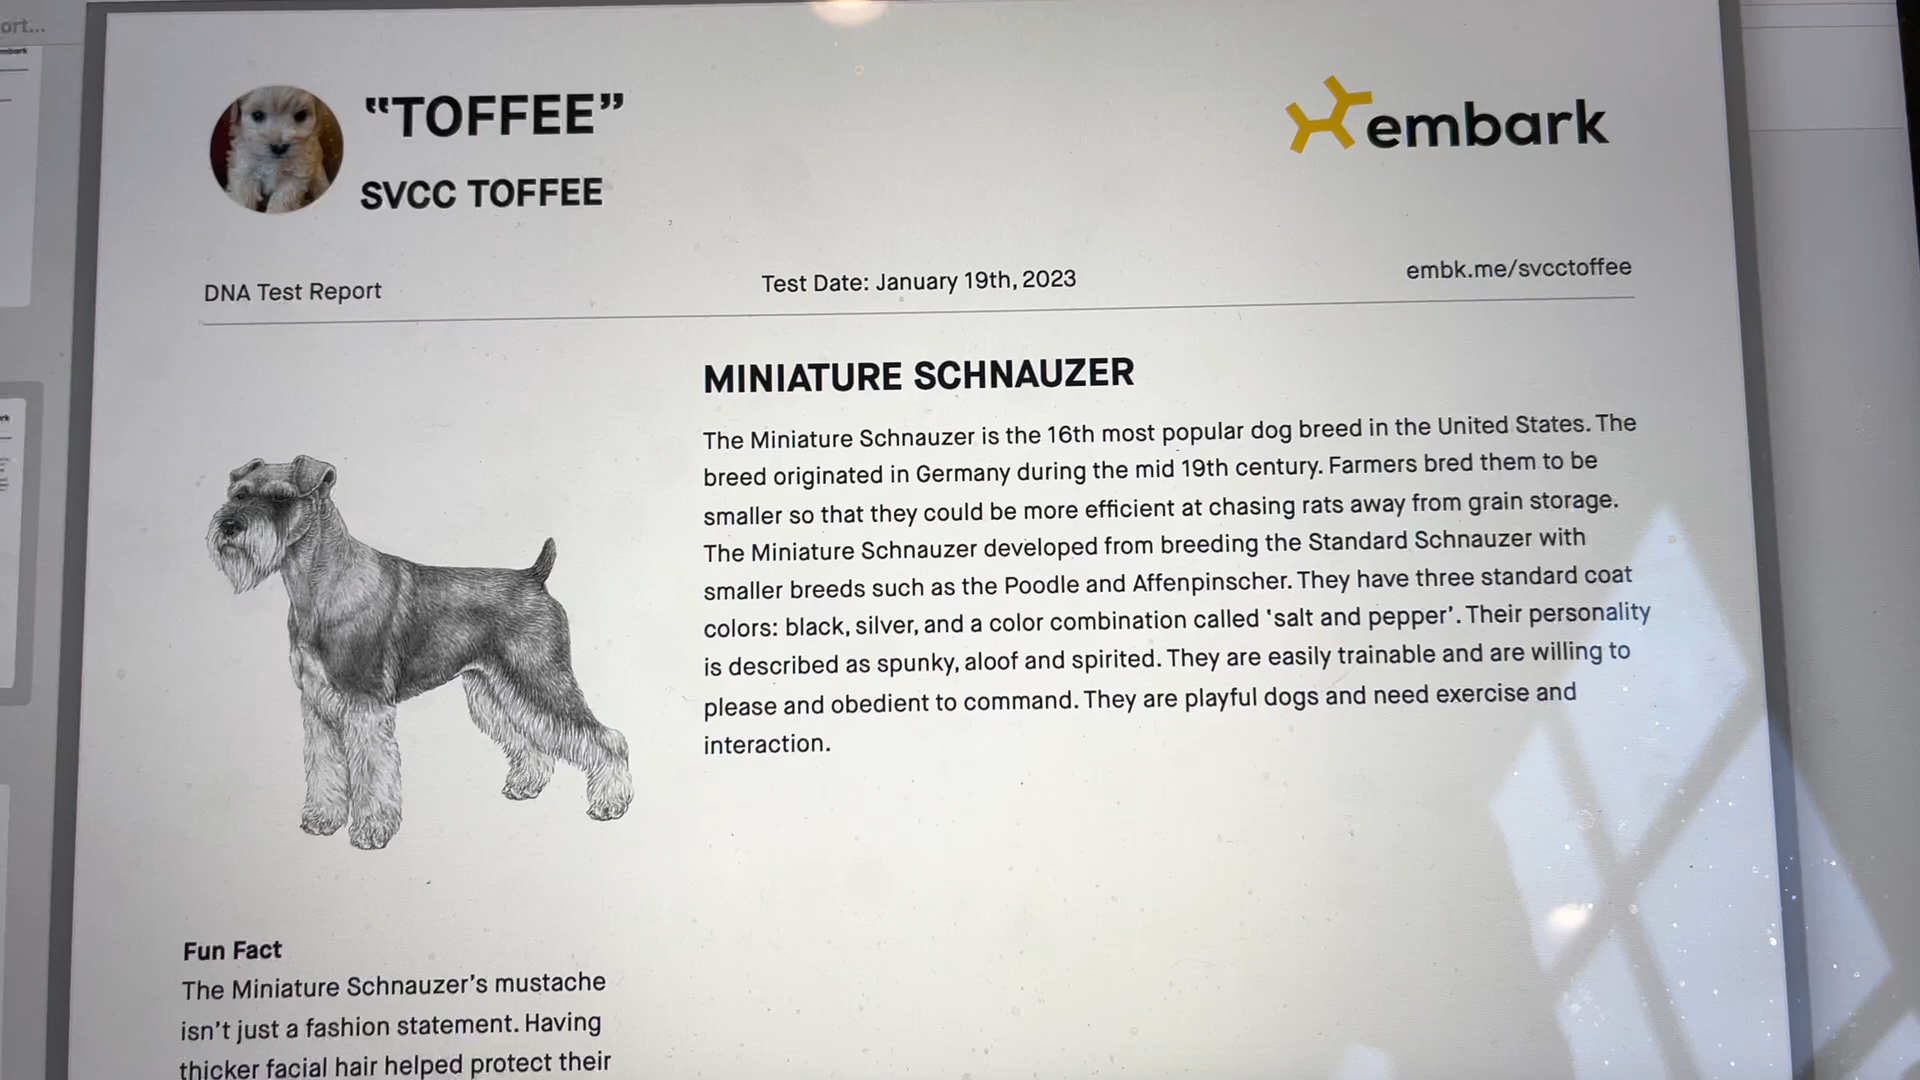 ort...
embark
"TOFFEE"
SVCC TOFFEE
embark
DNA Test Report
Test Date: January 19th, 2023
embk.me/svcctoffee
MINIATURE SCHNAUZER
The Miniature Schnauzer is the 16th most popular dog breed in the United States. The
breed originated in Germany during the mid 19th century. Farmers bred them to be
smaller so that they could be more efficient at chasing rats away from grain storage.
The Miniature Schnauzer developed from breeding the Standard Schnauzer with
smaller breeds such as the Poodle and Affenpinscher. They have three standard coat
colors: black, silver, and a color combination called 'salt and pepper'. Their personality
is described as spunky, aloof and spirited. They are easily trainable and are willing to
please and obedient to command. They are playful dogs and need exercise and
interaction.
Fun Fact
The Miniature Schnauzer's mustache
isn't just a fashion statement. Having
thicker facial hair helped protect their